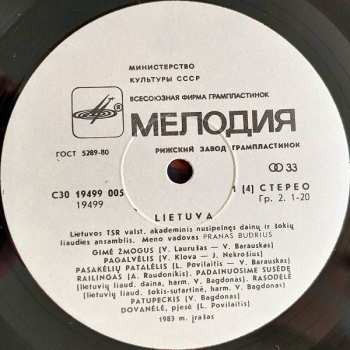 МИНИСТЕРСТВО
КУЛЬТУРЫ СССР
ВСЕСОЮЗНАЯ ФИРМА ГРАМПЛАСТИНОК
МЕЛОДИЯ
ГОСТ 5289-80
РИЖСКИЙ ЗАВОД ГРАМПЛАСТИНОК
33
С30 19499 005
1 (4) СТЕРЕО
19499
Гр. 2. 1-20
LIETUVA
Lietuvos TSR valst. akademinis nusipelnęs dainų ir šokių
liaudies ansamblis. Meno vadovas PRANAS BUDRIUS
GIMĖ ŽMOGUS (V. Laurušas — V. Barauskas)
PAGALVĖLIS (V. Klova — J. Nekrošius)
PASAKĖLIŲ PATALĖLIS (L. Povilaitis — V. Barauskas)
RAILINGAS (A. Raudonikis). PADAINUOSIME SUSĖDĘ
(lietuvių liaud. daina, harm. V. Bagdonas). RASODĖLĖ
(lietuvių liaud. šokis-sutartinė, harm. V. Bagdonas)
PATUPECKIS (V. Bagdonas)
DOVANĖLĖ, pjesė (L. Povilaitis)
1983 m. įrašas